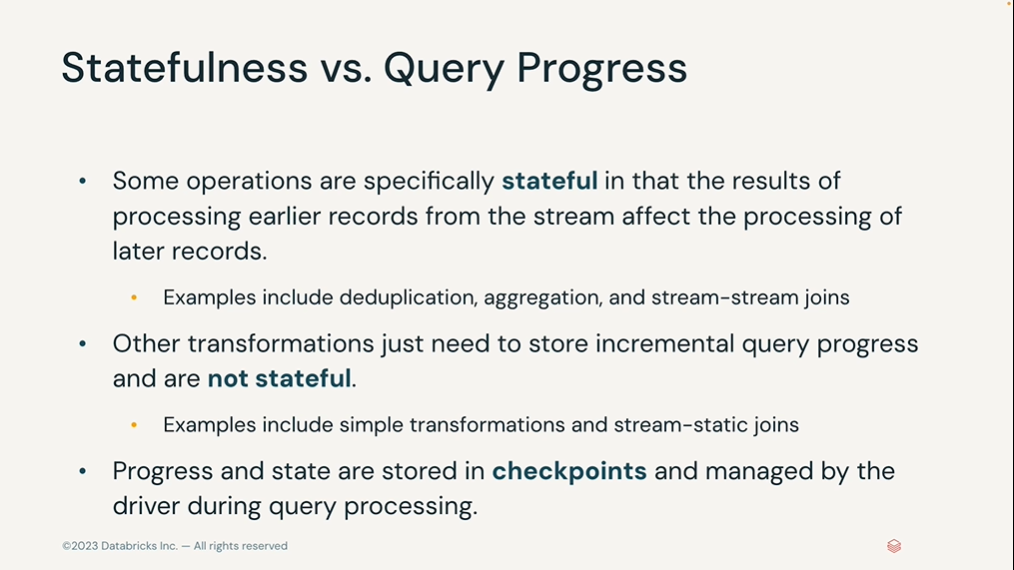 Statefulness vs. Query Progress
• Some operations are specifically stateful in that the results of
processing earlier records from the stream affect the processing of
later records.
• Examples include deduplication, aggregation, and stream-stream joins
• Other transformations just need to store incremental query progress
and are not stateful.
• Examples include simple transformations and stream-static joins
• Progress and state are stored in checkpoints and managed by the
driver during query processing.
©2023 Databricks Inc. — All rights reserved